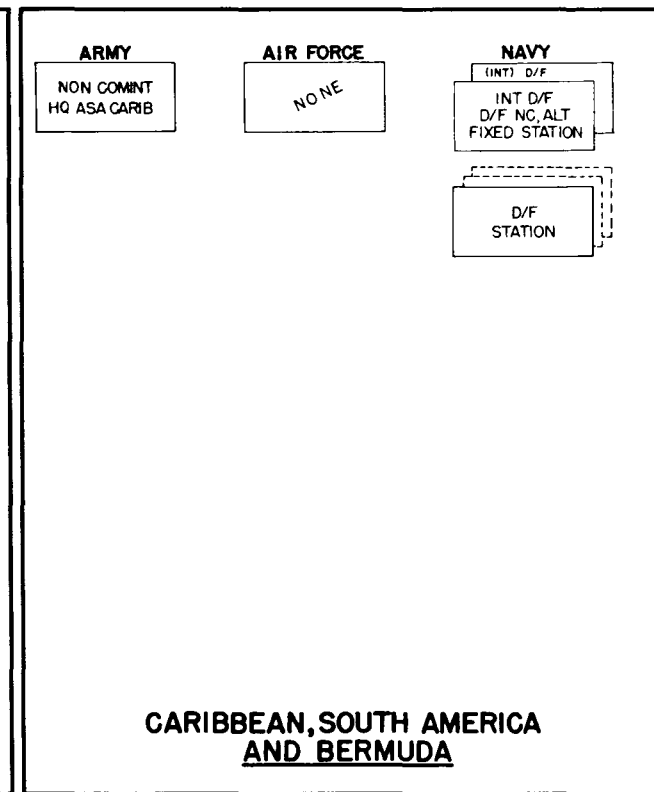 ARMY
NON COMINT
HQ ASA CARIB
AIR FORCE
NONE
NAVY
(INT) D/F
INT D/F
D/F NC, ALT
FIXED STATION
D/F
STATION
CARIBBEAN, SOUTH AMERICA
AND BERMUDA